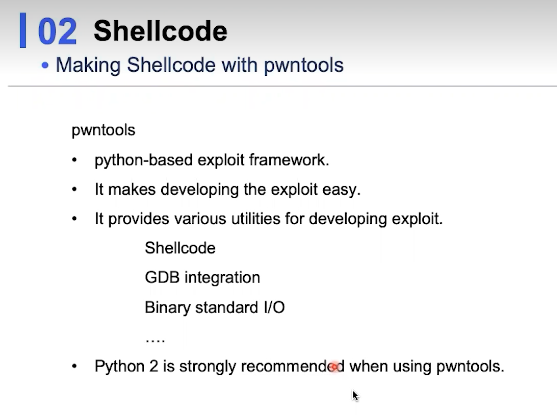 02 Shellcode
• Making Shellcode with pwntools
pwntools
• python-based exploit framework.
• It makes developing the exploit easy.
• It provides various utilities for developing exploit.
Shellcode
GDB integration
Binary standard I/O
....
• Python 2 is strongly recommended when using pwntools.